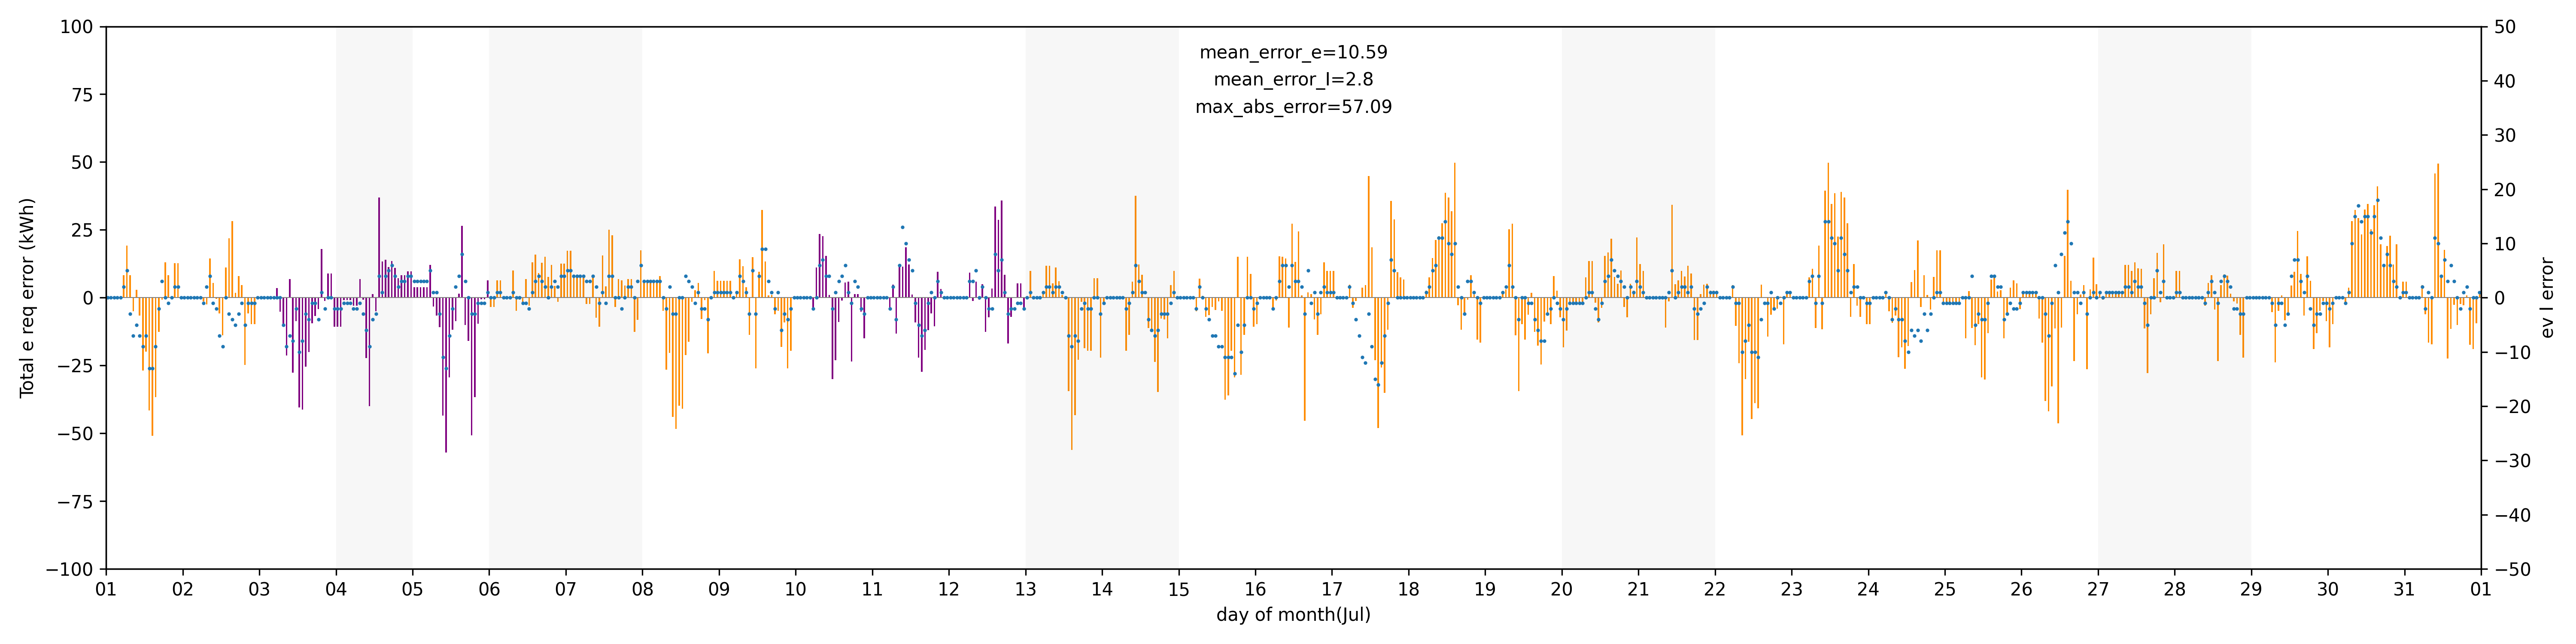 mean_error_e=10.59
mean_error_I=2.8
max_abs_error=57.09
Total e req error (kWh)
100
75
50
25
0
−25
−50
−75
−100
50
40
30
20
10
0
−10
−20
−30
−40
−50
ev I error
01 02 03 04 05 06 07 08 09 10 11 12 13 14 15 16 17 18 19 20 21 22 23 24 25 26 27 28 29 30 31 01
day of month(Jul)